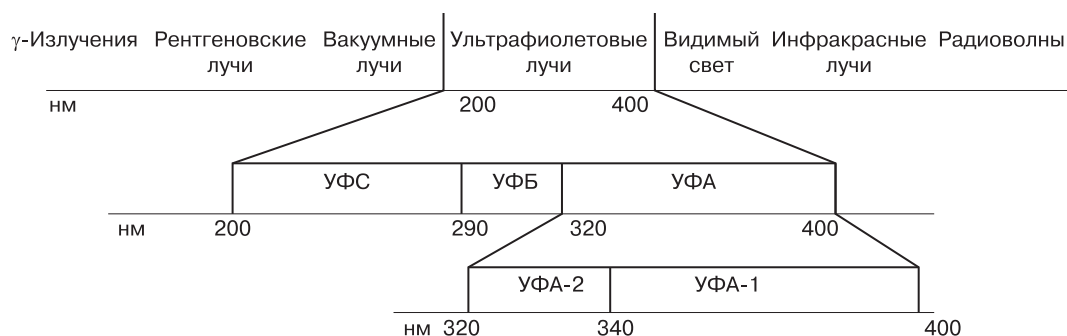 γ-Излучения Рентгеновские Вакуумные Ультрафиолетовые Видимый Инфракрасные Радиоволны
лучи лучи лучи свет лучи
нм 200 400
УФС УФБ УФА
нм 200 290 320 400
УФА-2 УФА-1
нм 320 340 400